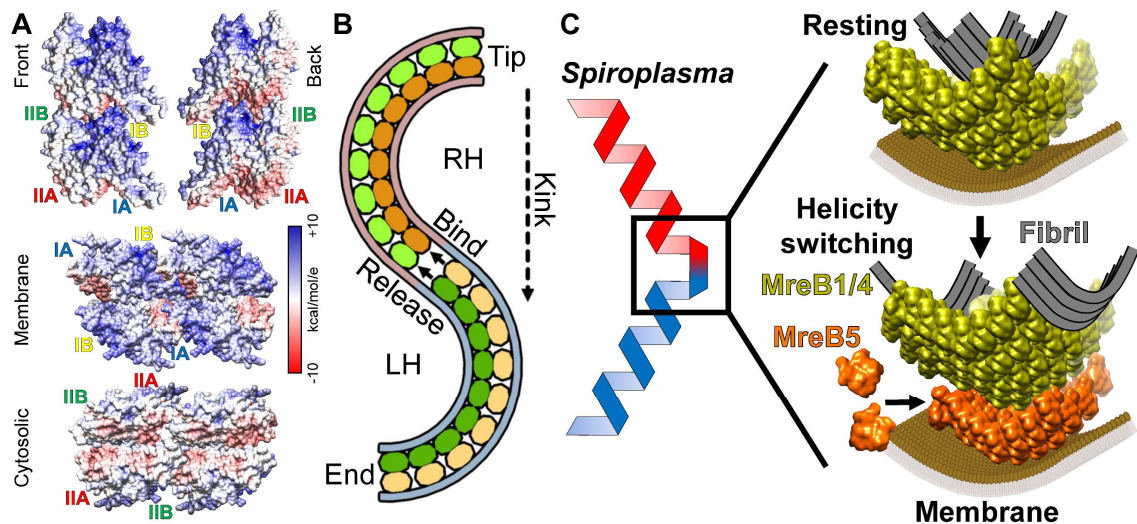 A
Front
Back
IIB
IB
IB
IIB
IIA
IA
IA
IIA
IB
IA
Membrane
IB
IA
IIA
+10
kcal/mol/e
-10
IIB
Cytosolic
IIA
IIB
B
Tip
RH
Kink
Bind
Release
LH
End
C
Spiroplasma
Resting
Helicity
switching
Fibril
MreB1/4
MreB5
Membrane